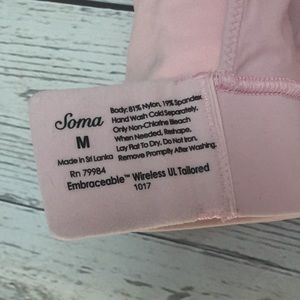 Soma
M
Made in Sri Lanka
Rn 79984
Body: 81% Nylon, 19% Spandex
Hand Wash Cold Separately.
Only Non-Chlorine Bleach
When Needed, Reshape,
Lay Flat To Dry, Do Not Iron.
Remove Promptly After Washing.
Embraceable™ Wireless UL Tailored
1017